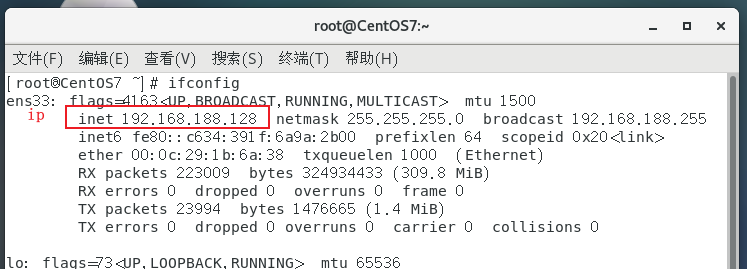 root@CentOS7:~
文件(F) 编辑(E) 查看(V) 搜索(S) 终端(T) 帮助(H)
[root@CentOS7 ~]# ifconfig
ens33: flags=4163<UP,BROADCAST,RUNNING,MULTICAST> mtu 1500
ip inet 192.168.188.128 netmask 255.255.255.0 broadcast 192.168.188.255
inet6 fe80::c634:391f:6a9a:2b00 prefixlen 64 scopeid 0x20<link>
ether 00:0c:29:1b:6a:38 txqueuelen 1000 (Ethernet)
RX packets 223009 bytes 324934433 (309.8 MiB)
RX errors 0 dropped 0 overruns 0 frame 0
TX packets 23994 bytes 1476665 (1.4 MiB)
TX errors 0 dropped 0 overruns 0 carrier 0 collisions 0
lo: flags=73<UP,LOOPBACK,RUNNING> mtu 65536